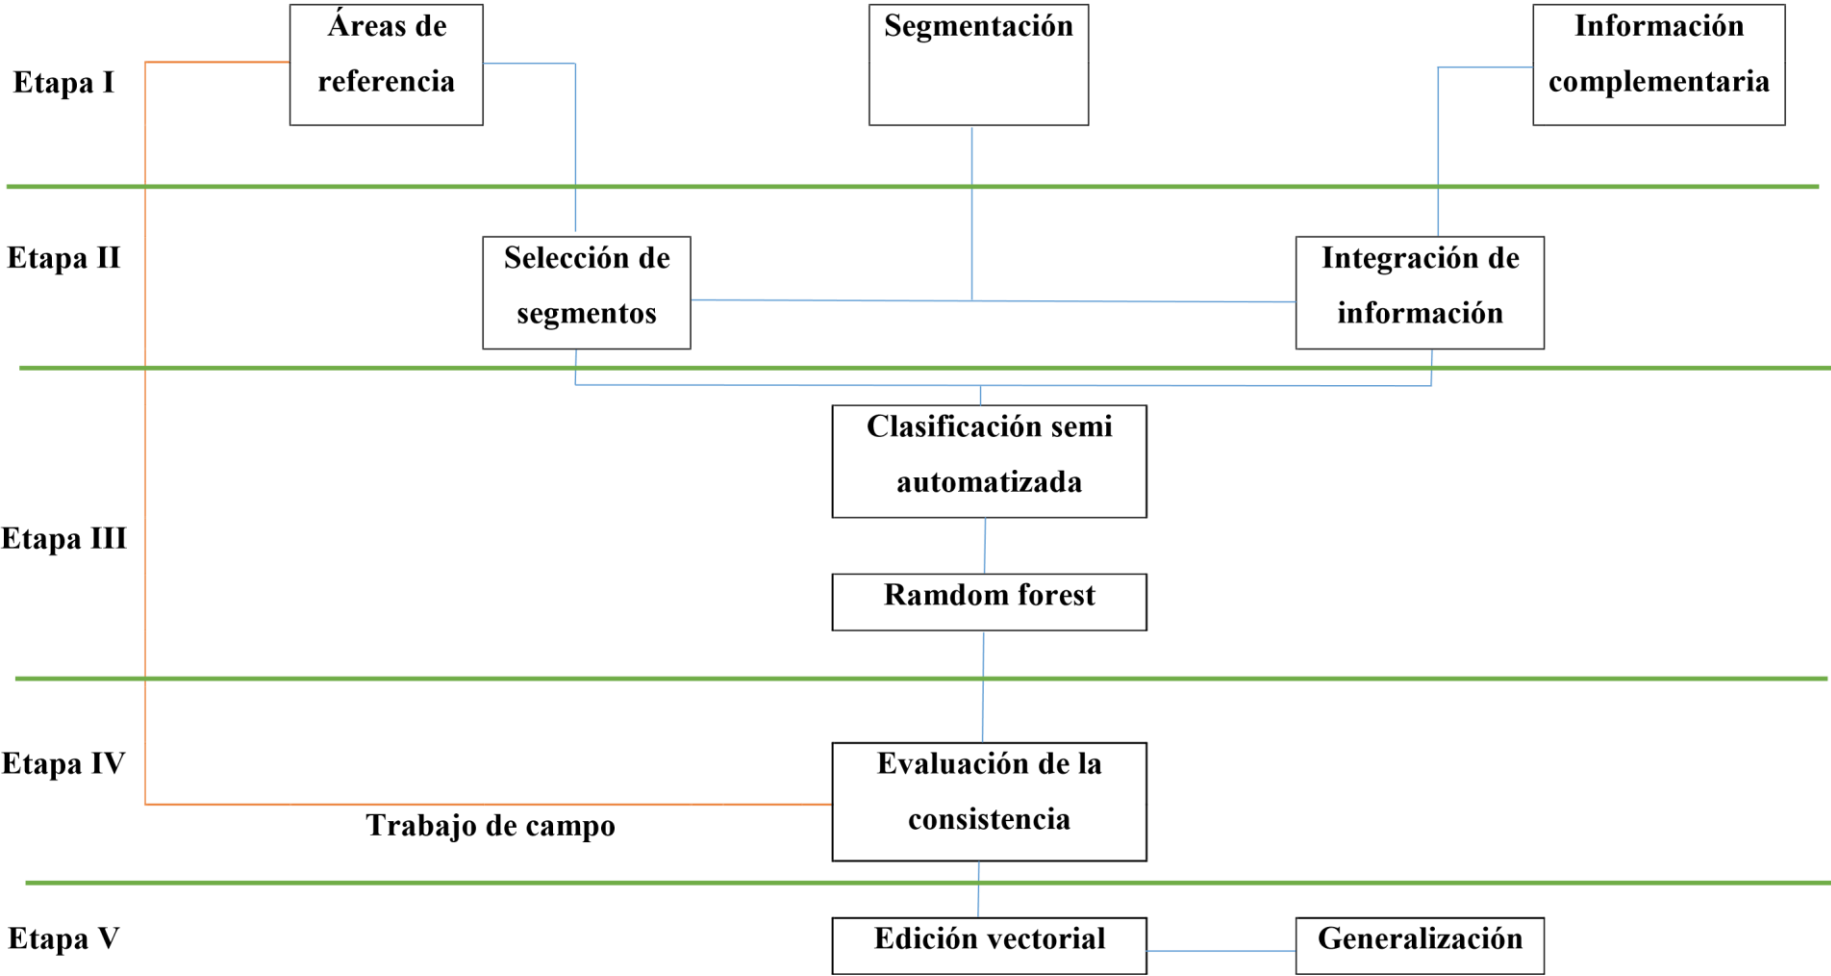 Áreas de
referencia
Segmentación
Información
complementaria
Etapa I
Etapa II
Selección de
segmentos
Integración de
información
Clasificación semi
automatizada
Etapa III
Ramdom forest
Etapa IV
Evaluación de la
consistencia
Trabajo de campo
Etapa V
Edición vectorial
Generalización